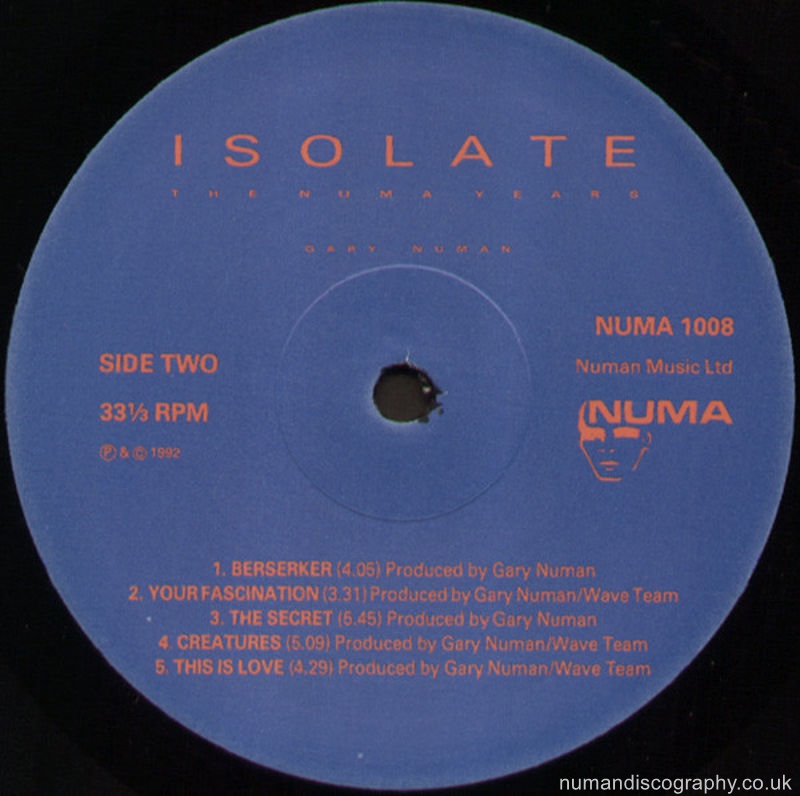 ISOLATE
THE NUMA YEARS
GARY NUMAN
NUMA 1008
SIDE TWO
Numan Music Ltd
33⅓ RPM
NUMA
Ⓟ & © 1992
1. BERSERKER (4.05) Produced by Gary Numan
2. YOUR FASCINATION (3.31) Produced by Gary Numan/Wave Team
3. THE SECRET (6.45) Produced by Gary Numan
4. CREATURES (5.09) Produced by Gary Numan/Wave Team
5. THIS IS LOVE (4.29) Produced by Gary Numan/Wave Team
numandiscography.co.uk